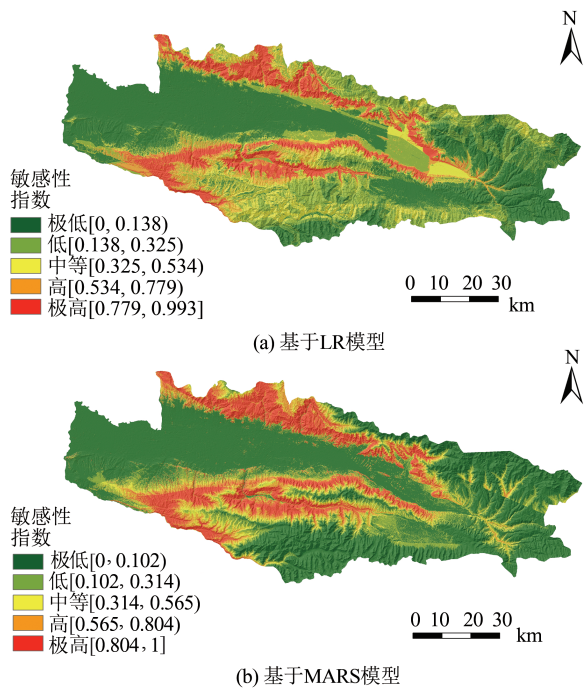 N
敏感性
指数
极低[0, 0.138)
低[0.138, 0.325)
中等[0.325, 0.534)
高[0.534, 0.779)
极高[0.779, 0.993]
0 10 20 30
km
(a) 基于LR模型
N
敏感性
指数
极低[0, 0.102)
低[0.102, 0.314)
中等[0.314, 0.565)
高[0.565, 0.804)
极高[0.804, 1]
0 10 20 30
km
(b) 基于MARS模型